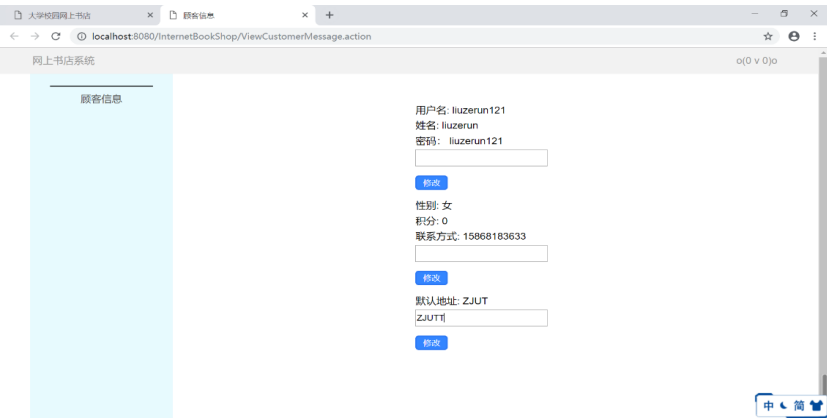 大学校园网上书店
顾客信息
localhost:8080/InternetBookShop/ViewCustomerMessage.action
网上书店系统
o(0 v 0)o
顾客信息
用户名: liuzerun121
姓名: liuzerun
密码: liuzerun121
修改
性别: 女
积分: 0
联系方式: 15868183633
修改
默认地址: ZJUT
ZJUTT
修改
中 简